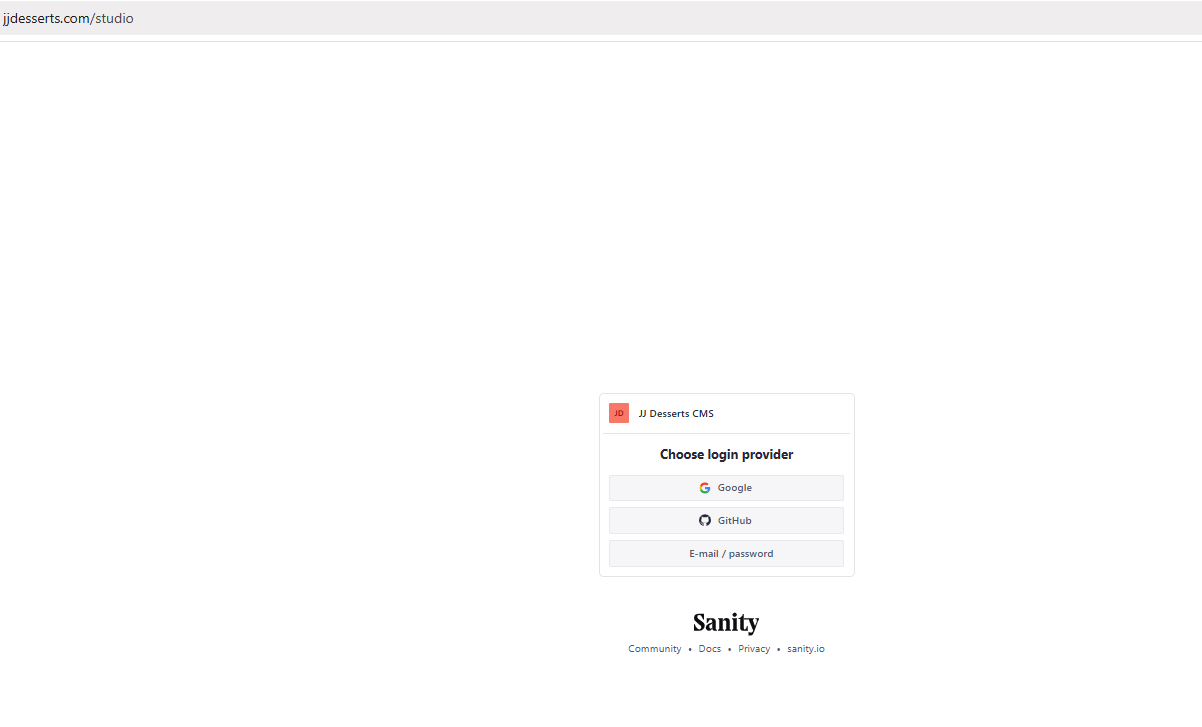 jjdesserts.com/studio
JD JJ Desserts CMS
Choose login provider
Google
GitHub
E-mail / password
Sanity
Community • Docs • Privacy • sanity.io